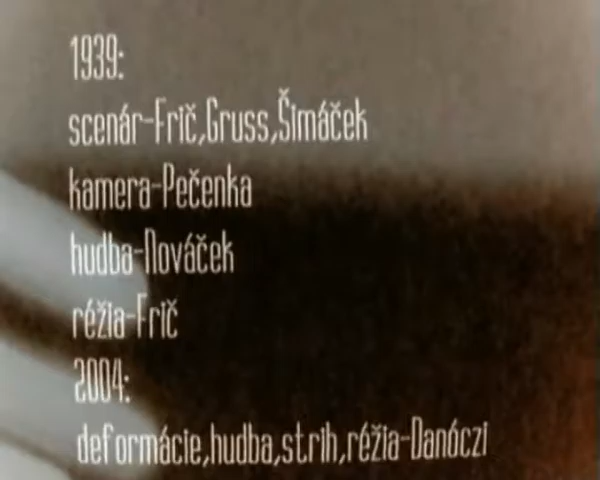 1939:
scenár-Frič,Gruss,Šimáček
kamera-Pečenka
hudba-Nováček
réžia-Frič
2004:
deformácie,hudba,strih,réžia-Danóczi